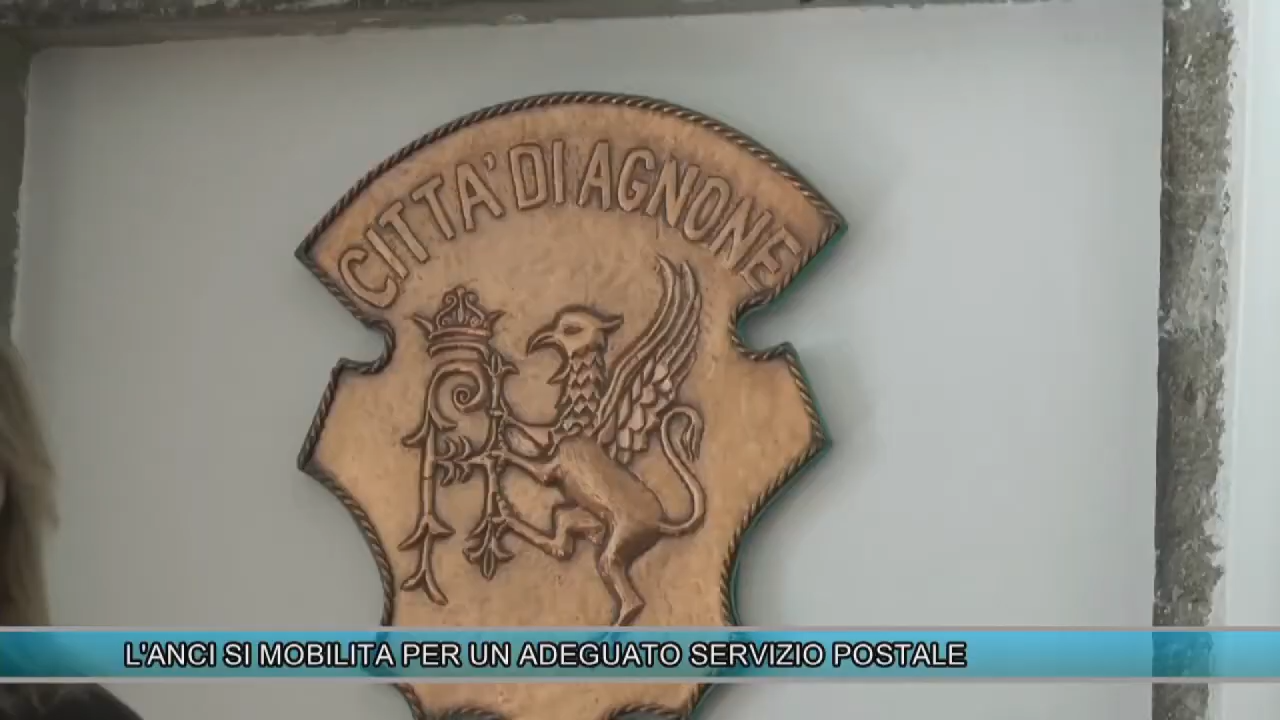 CITTA' DI AGNONE
L'ANCI SI MOBILITA PER UN ADEGUATO SERVIZIO POSTALE